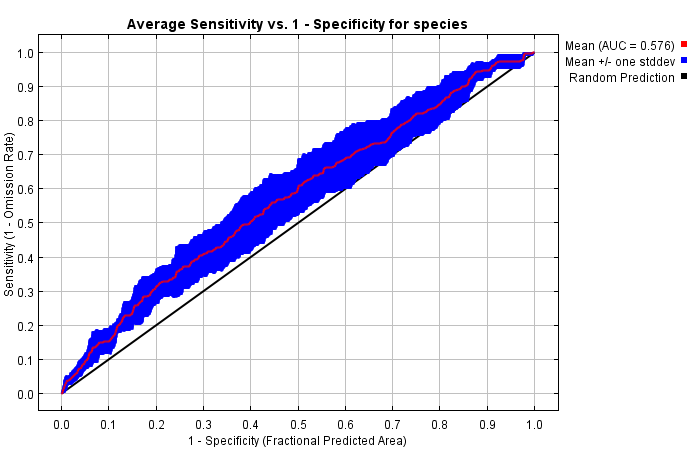 Average Sensitivity vs. 1 - Specificity for species
Mean (AUC = 0.576)
Mean +/- one stddev
Random Prediction
Sensitivity (1 - Omission Rate)
1.0
0.9
0.8
0.7
0.6
0.5
0.4
0.3
0.2
0.1
0.0
0.0 0.1 0.2 0.3 0.4 0.5 0.6 0.7 0.8 0.9 1.0
1 - Specificity (Fractional Predicted Area)